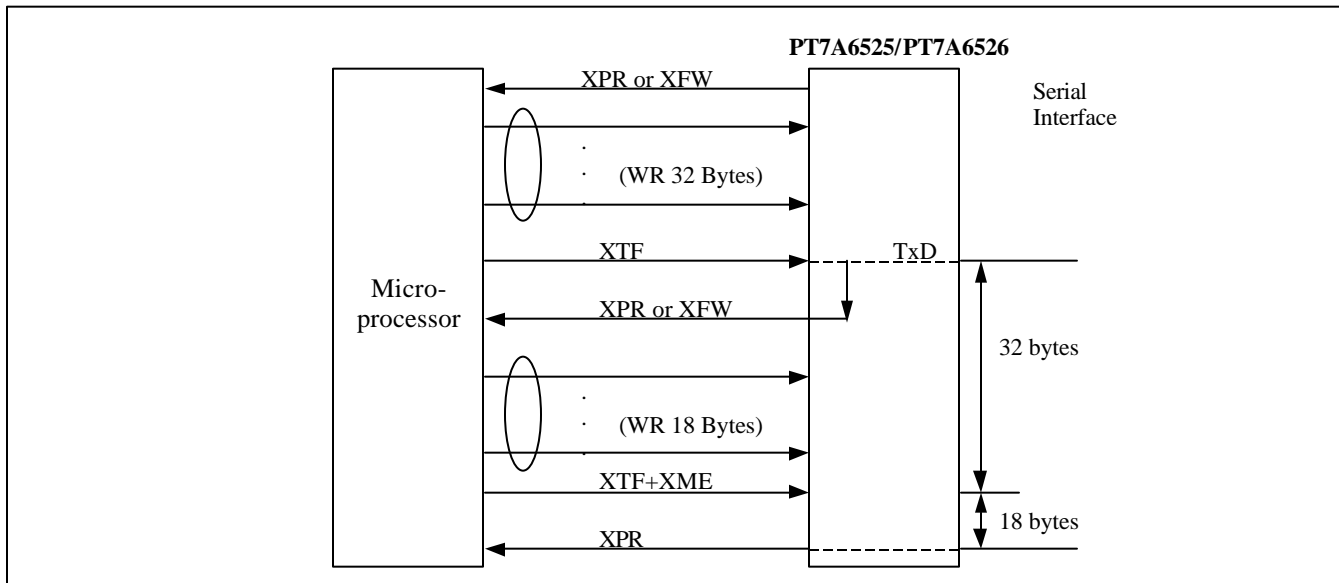 PT7A6525/PT7A6526
XPR or XFW
Serial
Interface
(WR 32 Bytes)
XTF
TxD
Micro-
processor
XPR or XFW
32 bytes
(WR 18 Bytes)
XTF+XME
18 bytes
XPR